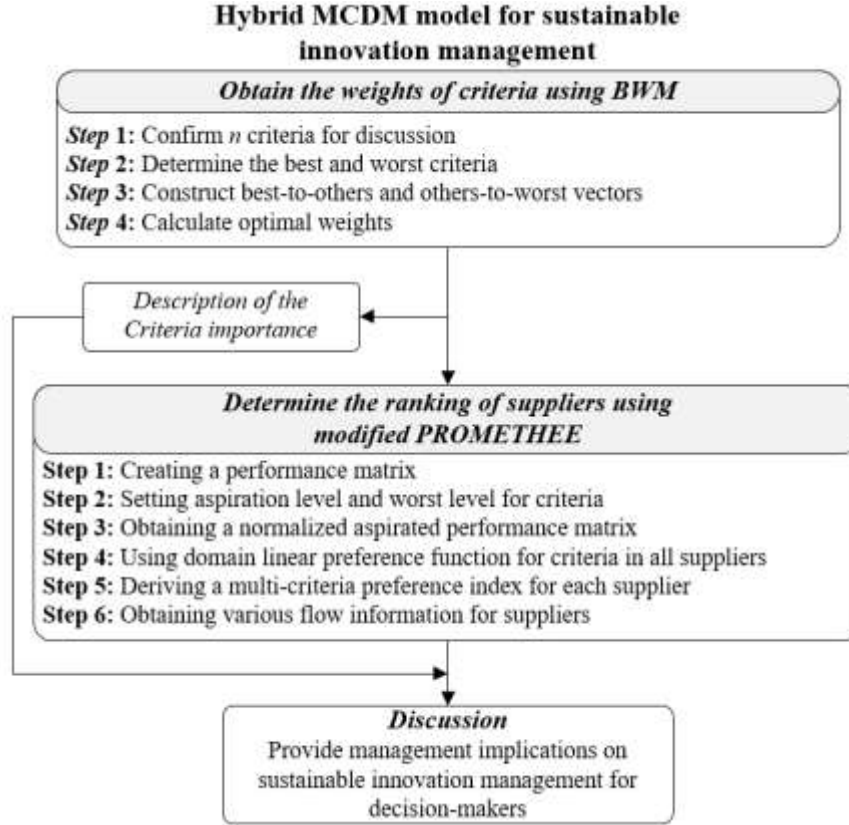 Hybrid MCDM model for sustainable
innovation management
Obtain the weights of criteria using BWM
Step 1: Confirm n criteria for discussion
Step 2: Determine the best and worst criteria
Step 3: Construct best-to-others and others-to-worst vectors
Step 4: Calculate optimal weights
Description of the
Criteria importance
Determine the ranking of suppliers using
modified PROMETHEE
Step 1: Creating a performance matrix
Step 2: Setting aspiration level and worst level for criteria
Step 3: Obtaining a normalized aspirated performance matrix
Step 4: Using domain linear preference function for criteria in all suppliers
Step 5: Deriving a multi-criteria preference index for each supplier
Step 6: Obtaining various flow information for suppliers
Discussion
Provide management implications on
sustainable innovation management for
decision-makers